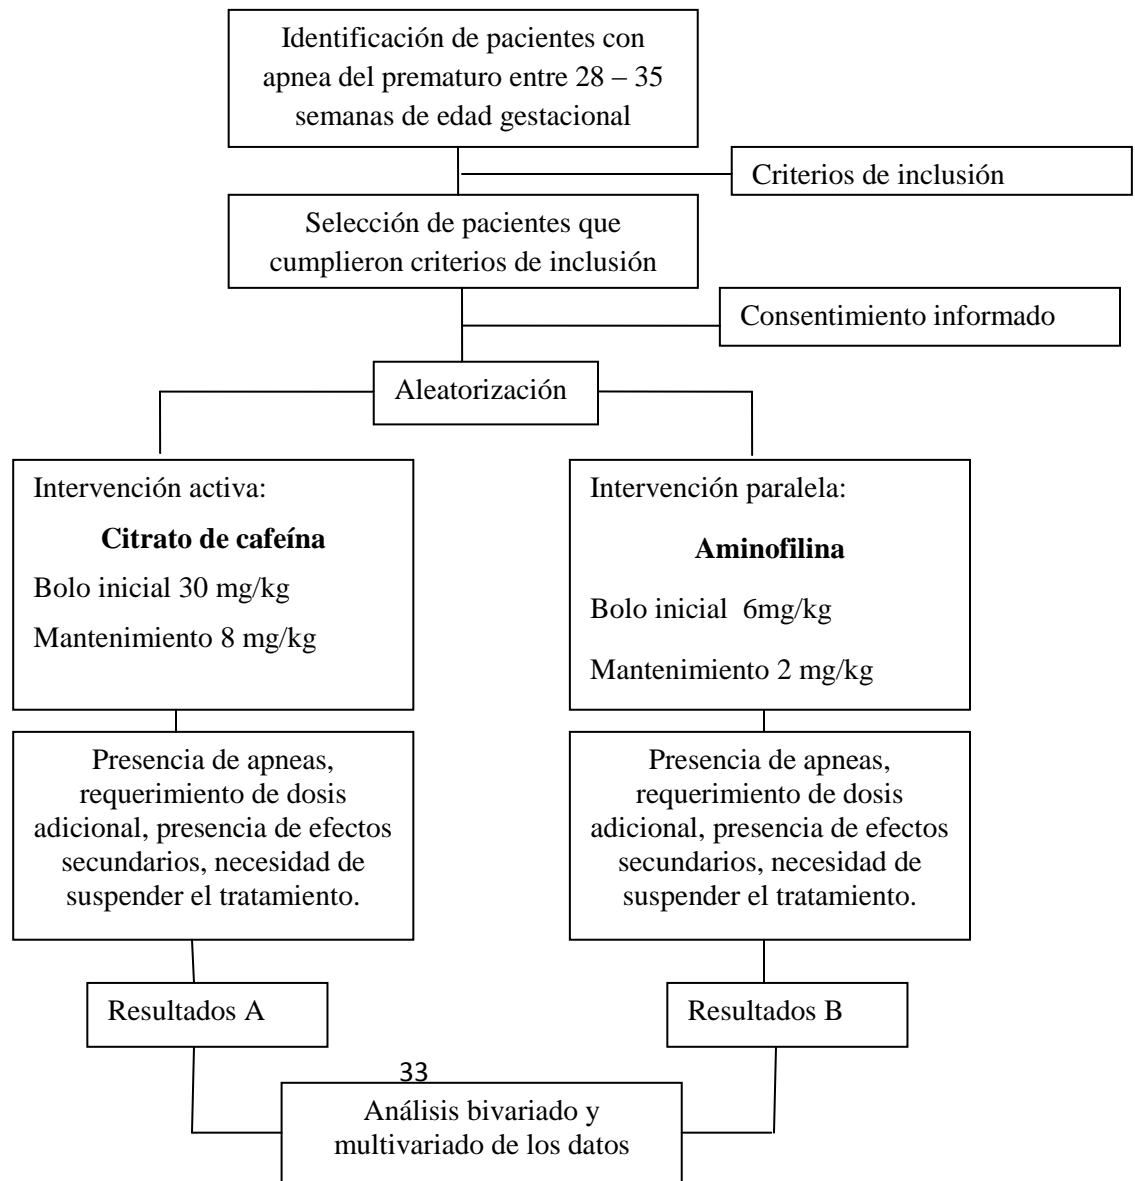 Identificación de pacientes con
apnea del prematuro entre 28 – 35
semanas de edad gestacional
Criterios de inclusión
Selección de pacientes que
cumplieron criterios de inclusión
Consentimiento informado
Aleatorización
Intervención activa:
Citrato de cafeína
Bolo inicial 30 mg/kg
Mantenimiento 8 mg/kg
Intervención paralela:
Aminofilina
Bolo inicial  6mg/kg
Mantenimiento 2 mg/kg
Presencia de apneas,
requerimiento de dosis
adicional, presencia de efectos
secundarios, necesidad de
suspender el tratamiento.
Presencia de apneas,
requerimiento de dosis
adicional, presencia de efectos
secundarios, necesidad de
suspender el tratamiento.
Resultados A
Resultados B
33
Análisis bivariado y
multivariado de los datos